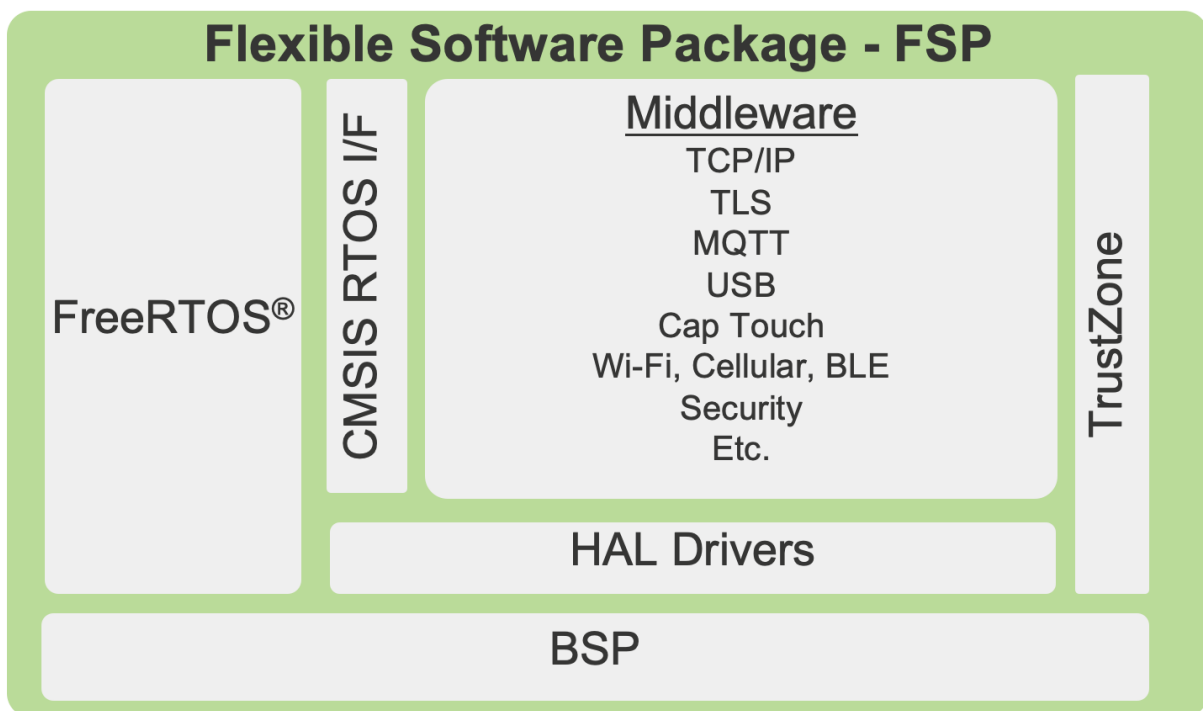 Flexible Software Package - FSP
FreeRTOS®
CMSIS RTOS I/F
Middleware
TCP/IP
TLS
MQTT
USB
Cap Touch
Wi-Fi, Cellular, BLE
Security
Etc.
TrustZone
HAL Drivers
BSP